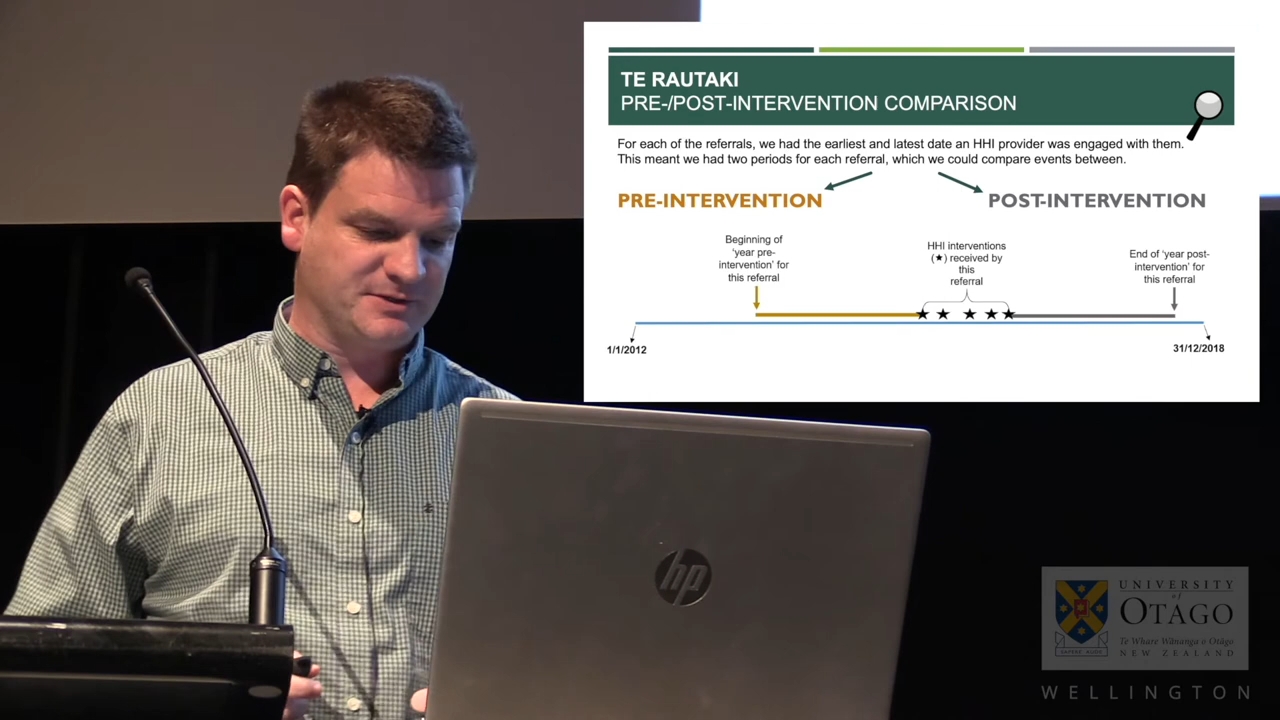 TE RAUTAKI
PRE-/POST-INTERVENTION COMPARISON
For each of the referrals, we had the earliest and latest date an HHI provider was engaged with them.
This meant we had two periods for each referral, which we could compare events between.
PRE-INTERVENTION
POST-INTERVENTION
Beginning of
'year pre-
intervention' for
this referral
HHI interventions
(★) received by
this
referral
End of 'year post-
intervention' for
this referral
1/1/2012
31/12/2018
hp
UNIVERSITY
of
OTAGO
Te Whare Wānanga o Otāgo
NEW ZEALAND
SAPERE AUDE
WELLINGTON